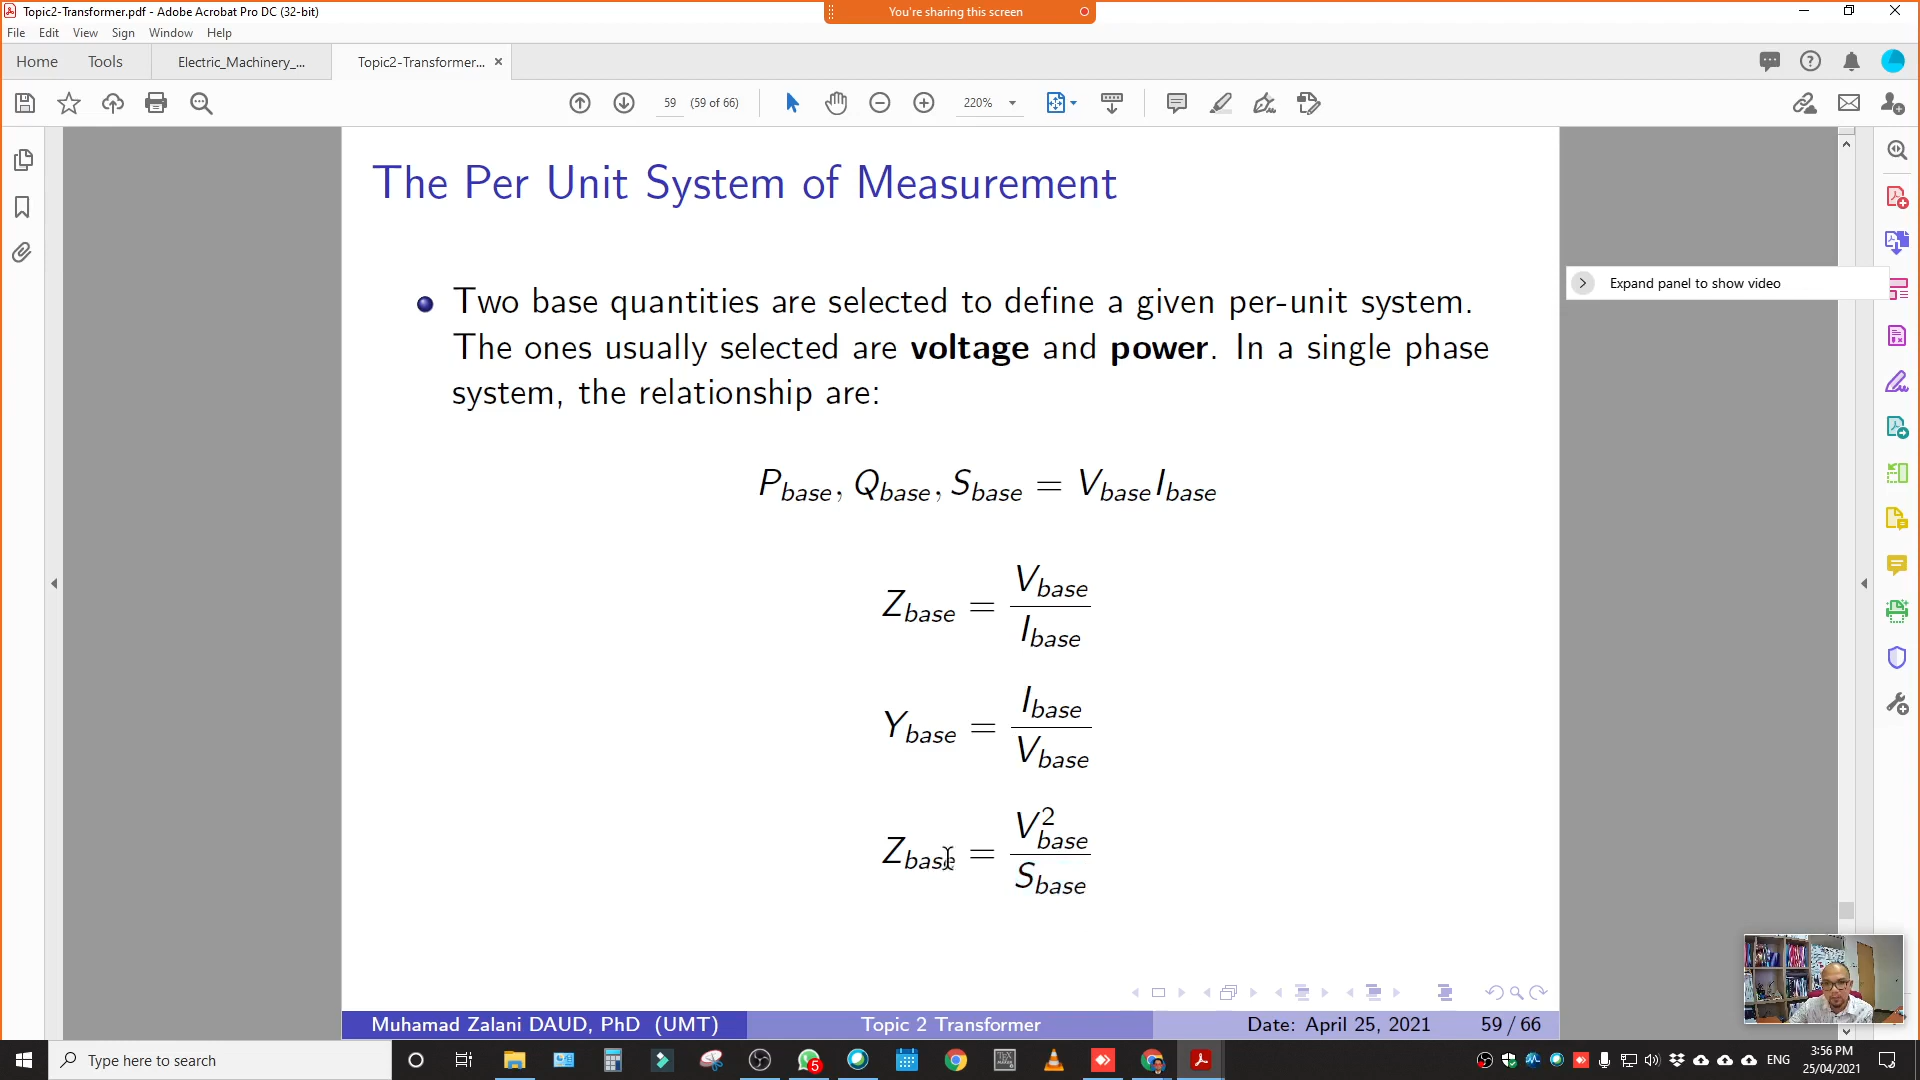 Topic2-Transformer.pdf - Adobe Acrobat Pro DC (32-bit)
You're sharing this screen
File Edit View Sign Window Help
Home Tools Electric_Machinery_... Topic2-Transformer... ×
59 (59 of 66) 220%
The Per Unit System of Measurement
Expand panel to show video
Two base quantities are selected to define a given per-unit system.
The ones usually selected are voltage and power. In a single phase
system, the relationship are:
P_base, Q_base, S_base = V_base I_base
Z_base = V_base / I_base
Y_base = I_base / V_base
Z_base = V²_base / S_base
Muhamad Zalani DAUD, PhD (UMT) Topic 2 Transformer Date: April 25, 2021 59 / 66
Type here to search
5
ENG
3:56 PM
25/04/2021